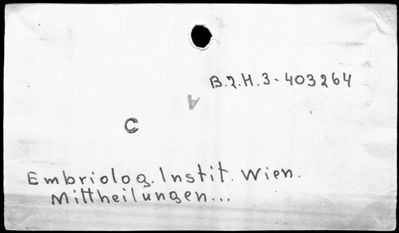 B.2.H.3-403264
A
C
Embriolog. Instit. Wien.
Mittheilungen...